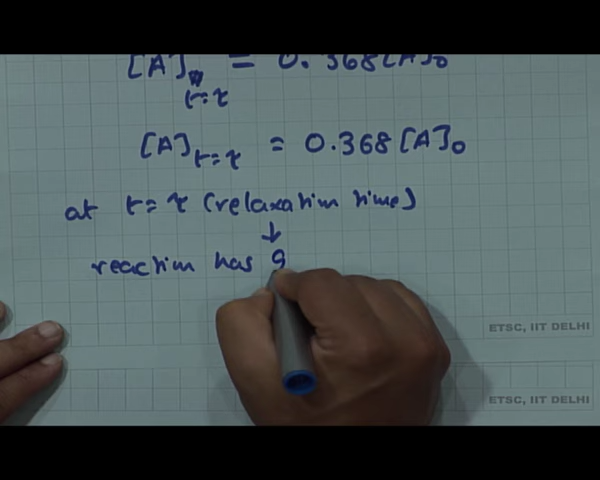 [A] = 0.368[A]₀
t=τ
[A]t=τ = 0.368 [A]₀
at t=τ (relaxation time)
↓
reaction has g
ETSC, IIT DELHI
ETSC, IIT DELHI